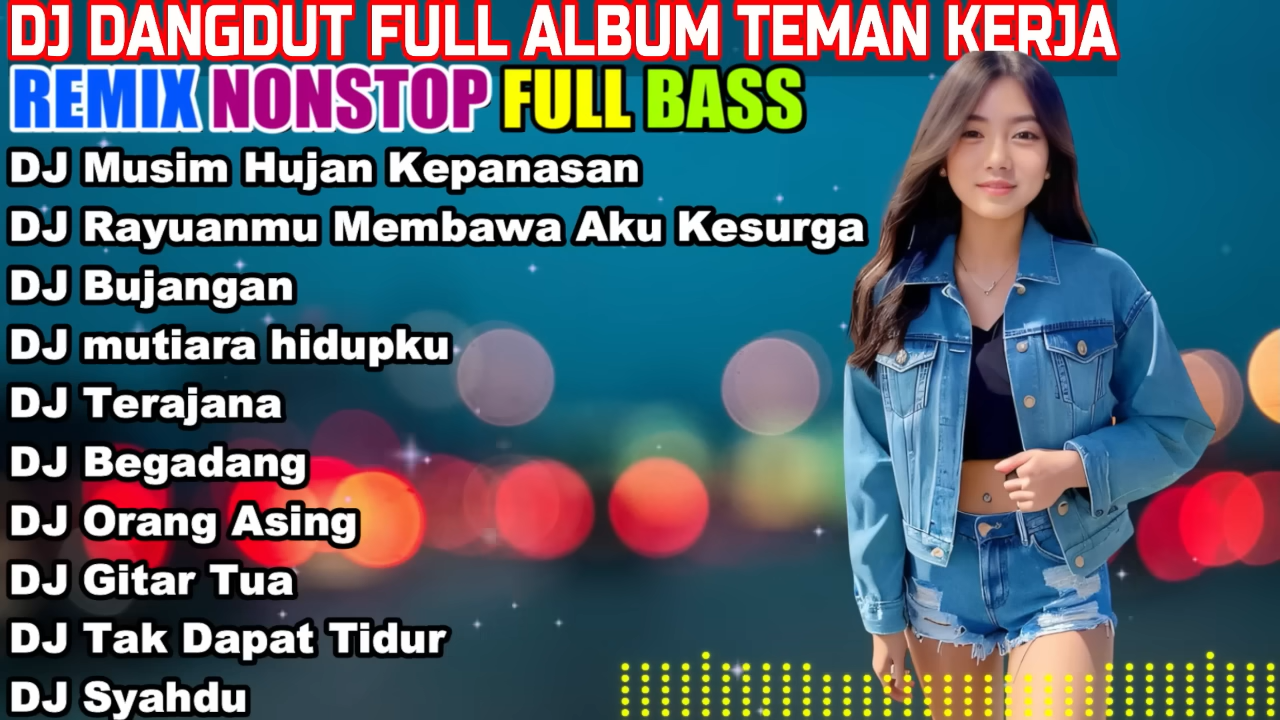 DJ DANGDUT FULL ALBUM TEMAN KERJA
REMIX NONSTOP FULL BASS
DJ Musim Hujan Kepanasan
DJ Rayuanmu Membawa Aku Kesurga
DJ Bujangan
DJ mutiara hidupku
DJ Terajana
DJ Begadang
DJ Orang Asing
DJ Gitar Tua
DJ Tak Dapat Tidur
DJ Syahdu